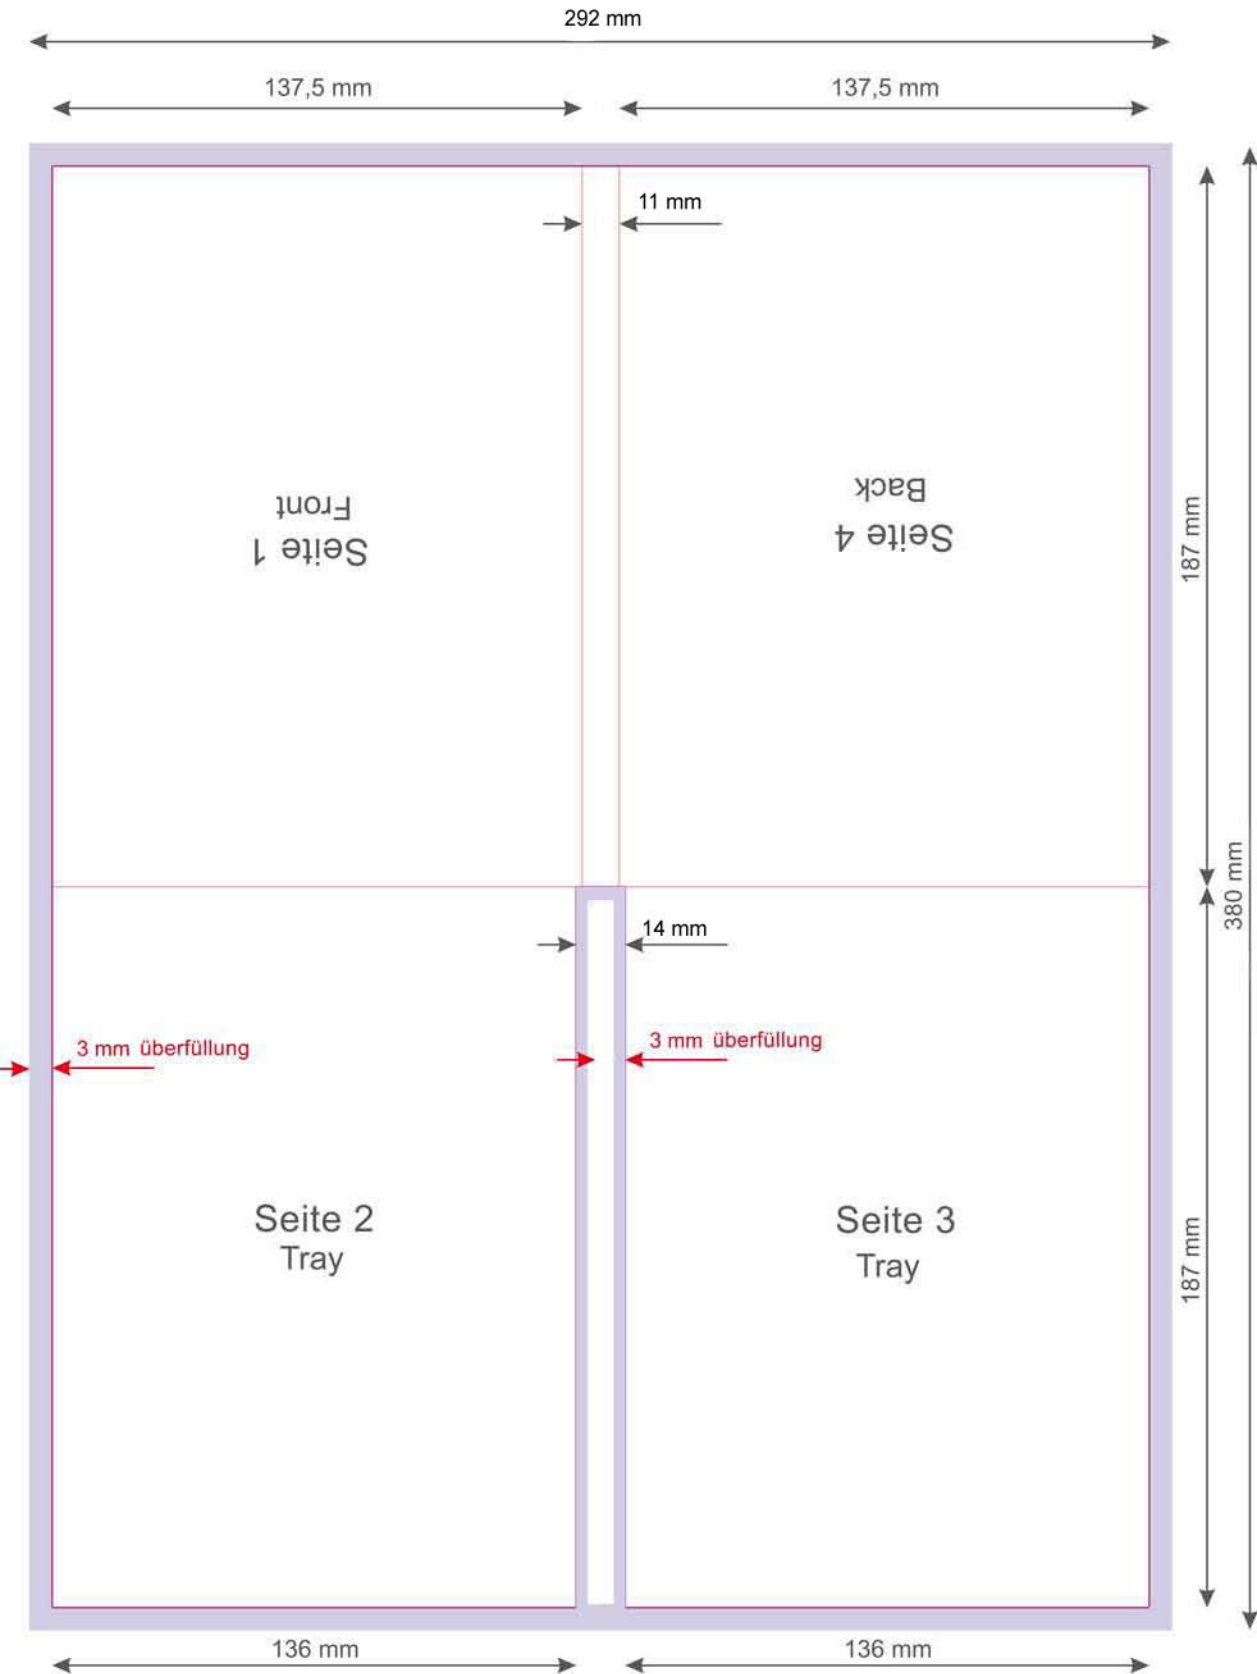 292 mm
137,5 mm
137,5 mm
11 mm
Seite 1
Front
Seite 4
Back
187 mm
380 mm
14 mm
3 mm überfüllung
3 mm überfüllung
Seite 2
Tray
Seite 3
Tray
187 mm
136 mm
136 mm